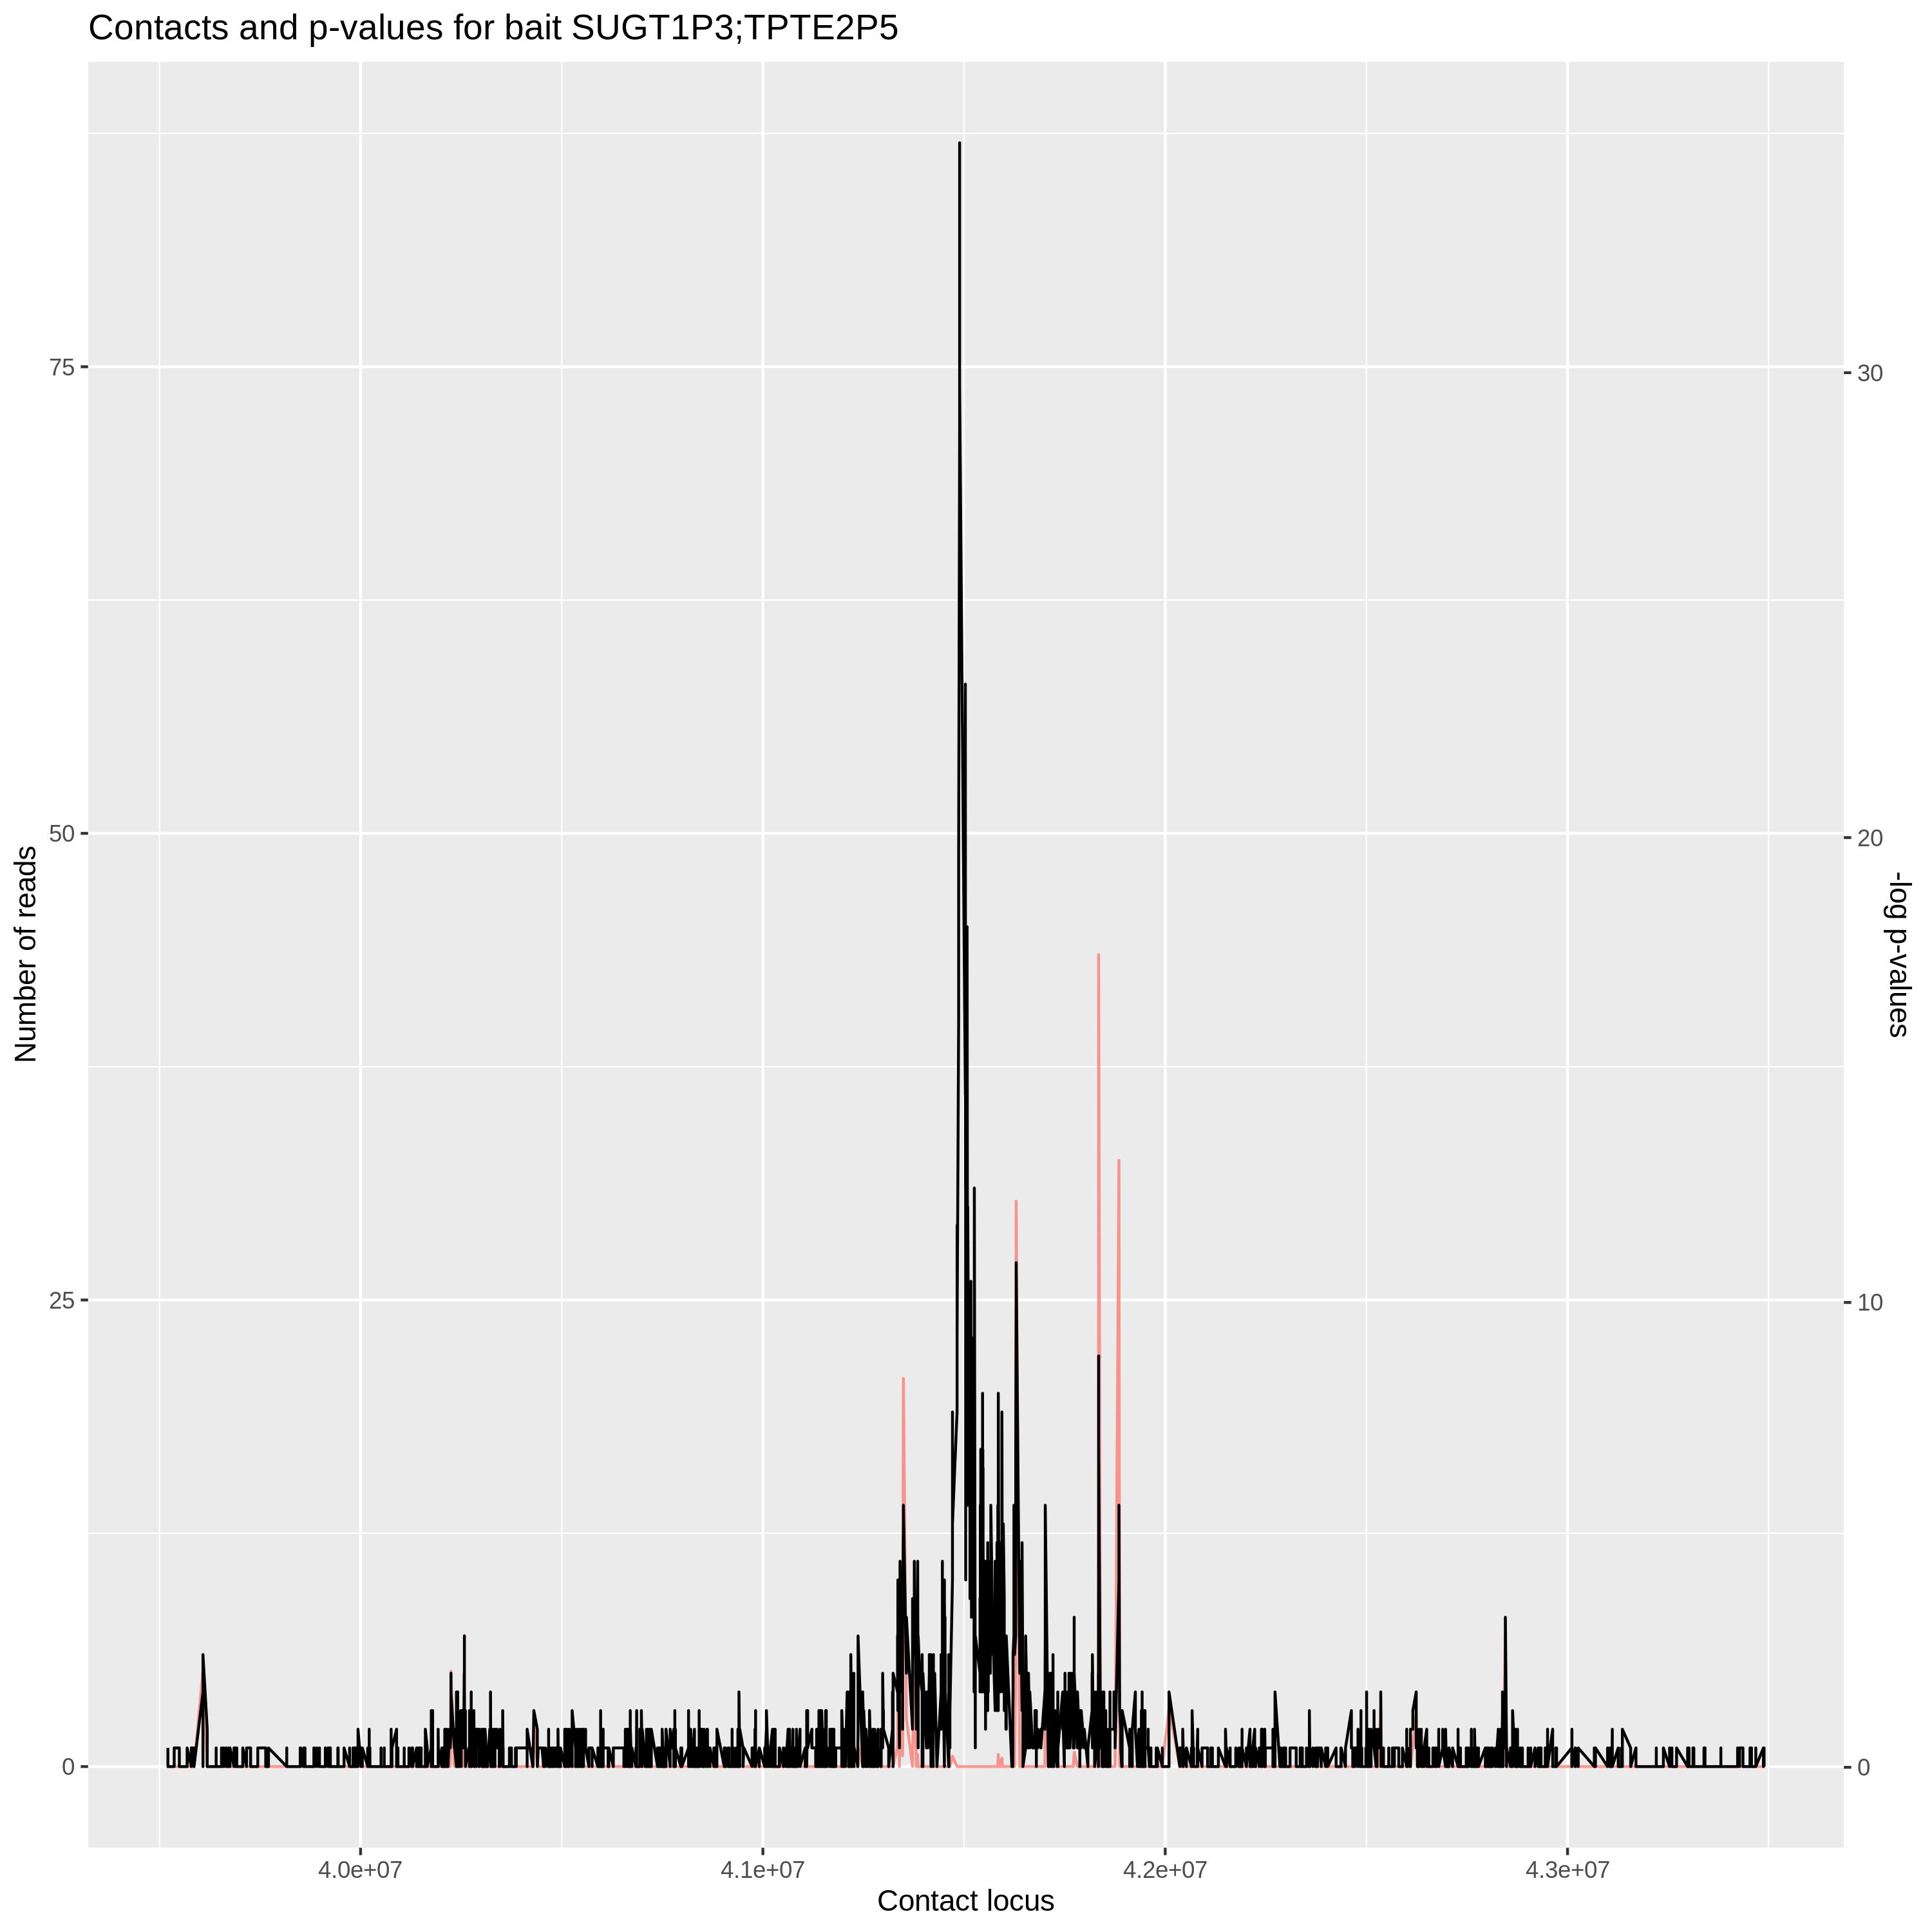 Contacts and p-values for bait SUGT1P3;TPTE2P5
75
50
25
0
30
20
10
0
Number of reads
-log p-values
4.0e+07
4.1e+07
4.2e+07
4.3e+07
Contact locus